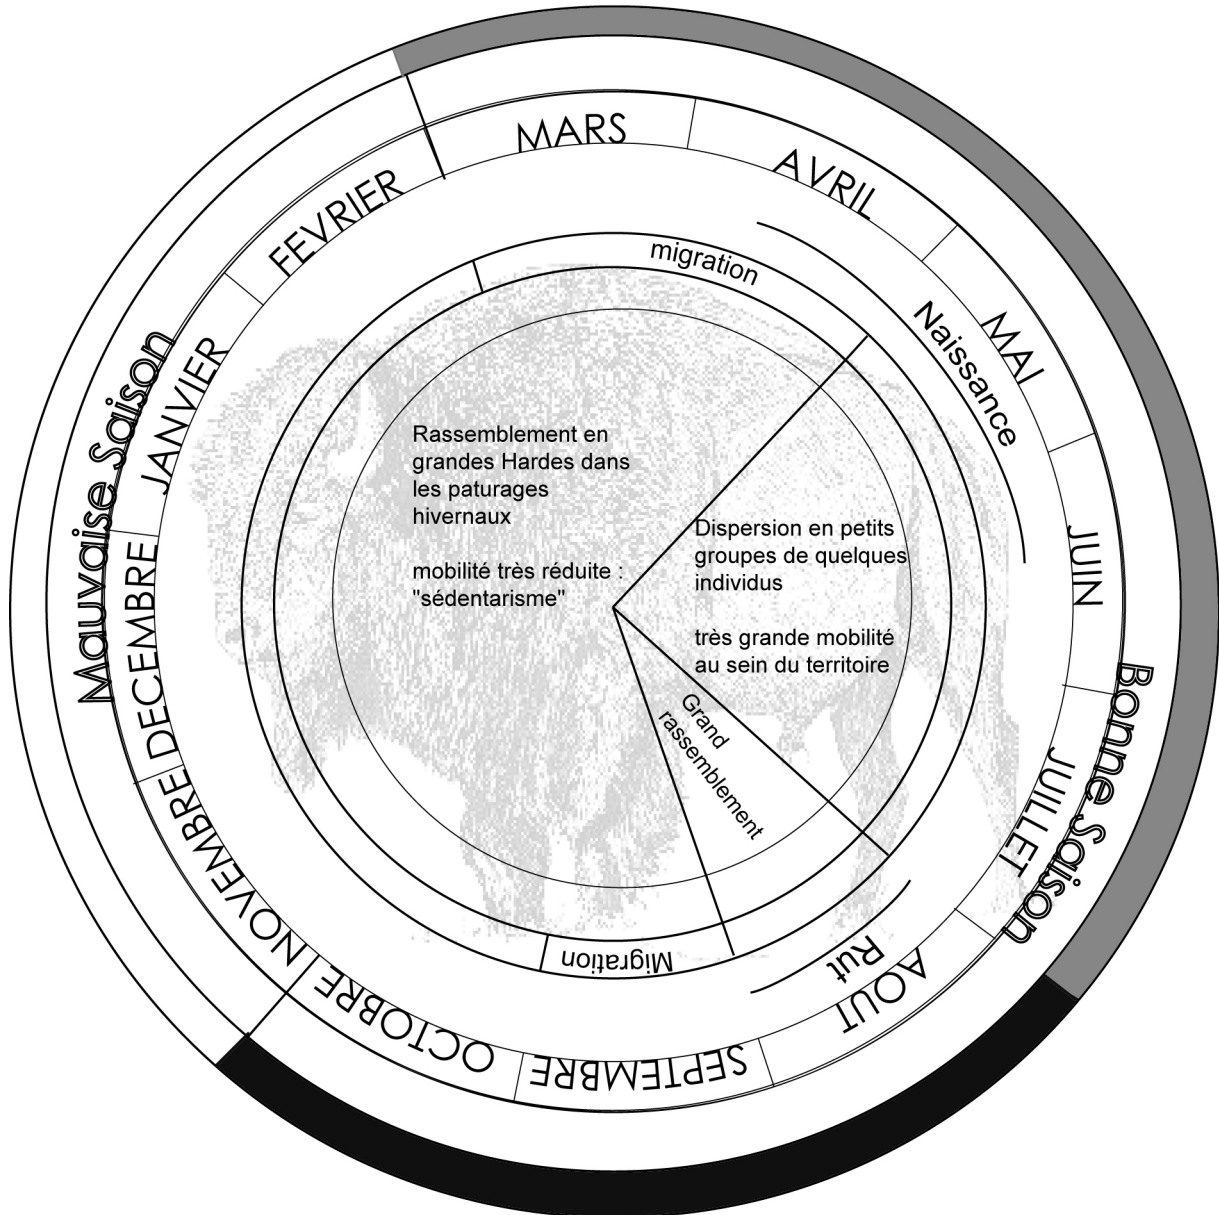 MARS
AVRIL
MAI
JUIN
JUILLET
AOUT
SEPTEMBRE
OCTOBRE
NOVEMBRE
DECEMBRE
JANVIER
FEVRIER
Mauvaise Saison
Bonne Saison
migration
Naissance
Rassemblement en
grandes Hardes dans
les paturages
hivernaux
mobilité très réduite :
"sédentarisme"
Dispersion en petits
groupes de quelques
individus
très grande mobilité
au sein du territoire
Grand
rassemblement
Rut
Migration